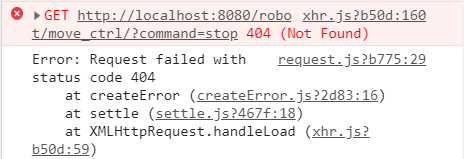 GET http://localhost:8080/robo xhr.js?b50d:160
t/move_ctrl/?command=stop 404 (Not Found)
Error: Request failed with request.js?b775:29
status code 404
at createError (createError.js?2d83:16)
at settle (settle.js?467f:18)
at XMLHttpRequest.handleLoad (xhr.js?
b50d:59)